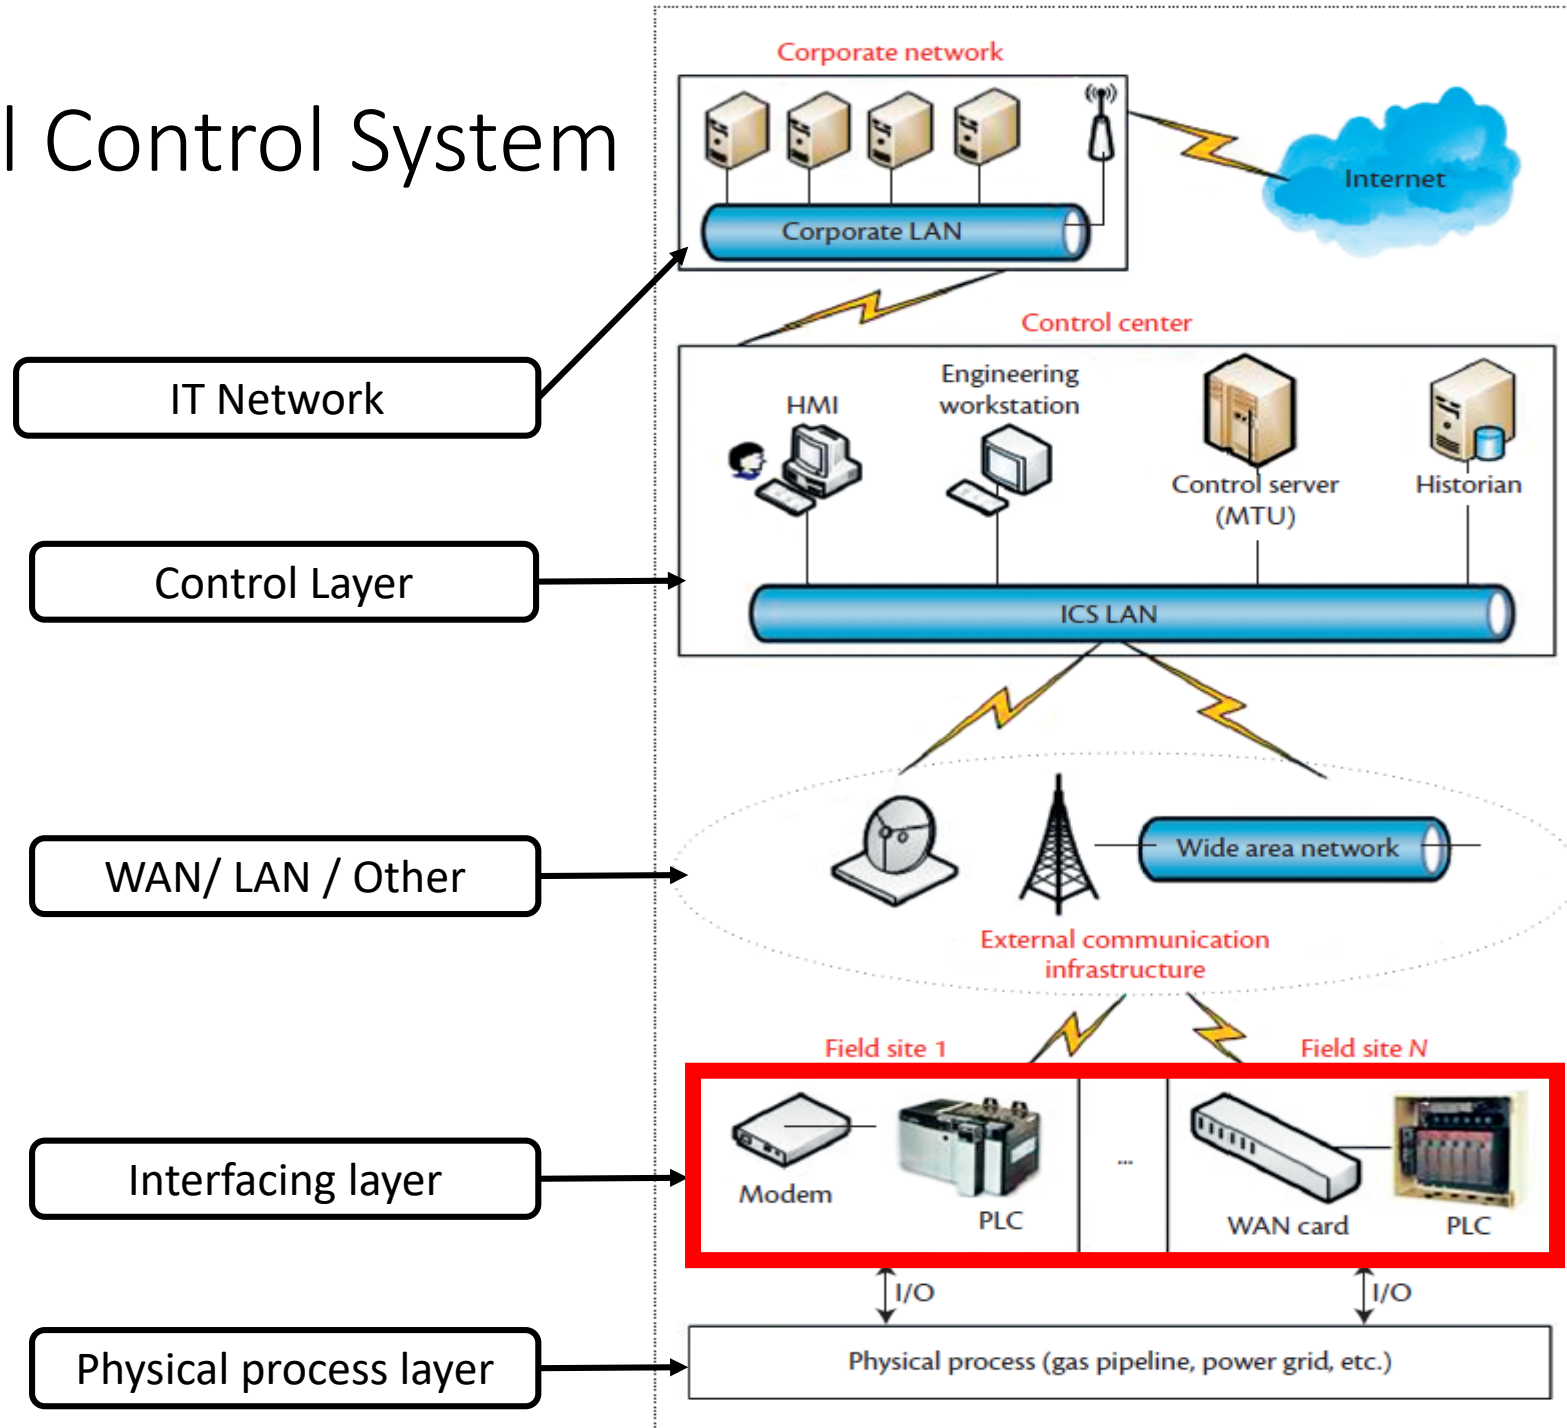 l Control System
Corporate network
Corporate LAN
Internet
IT Network
Control center
HMI
Engineering
workstation
Control server
(MTU)
Historian
Control Layer
ICS LAN
WAN/ LAN / Other
Wide area network
External communication
infrastructure
Field site 1
Field site N
Interfacing layer
Modem
PLC
...
WAN card
PLC
I/O
I/O
Physical process layer
Physical process (gas pipeline, power grid, etc.)